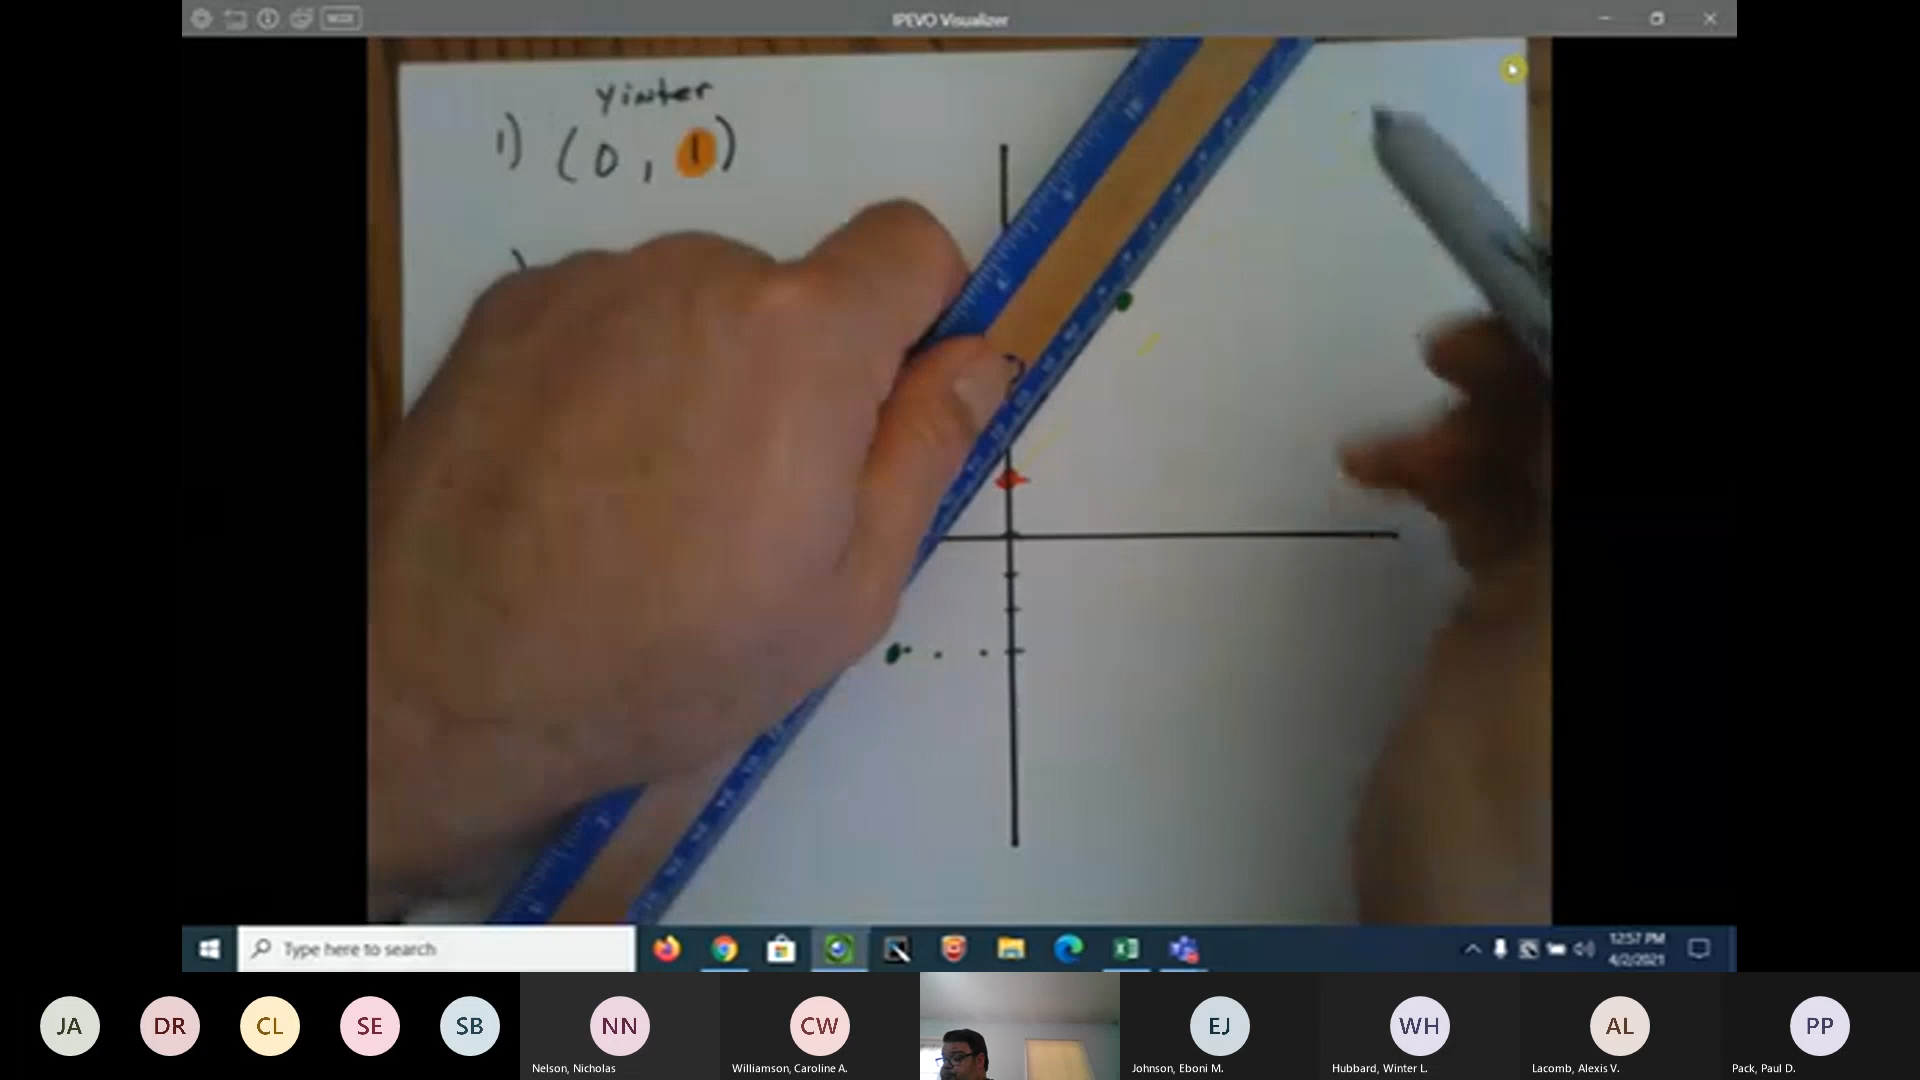 IPEVO Visualizer
Yinter
1) (0, 1)
Type here to search
12:57 PM
4/2/2021
JA
DR
CL
SE
SB
NN
Nelson, Nicholas
CW
Williamson, Caroline A.
EJ
Johnson, Eboni M.
WH
Hubbard, Winter L.
AL
Lacomb, Alexis V.
PP
Pack, Paul D.